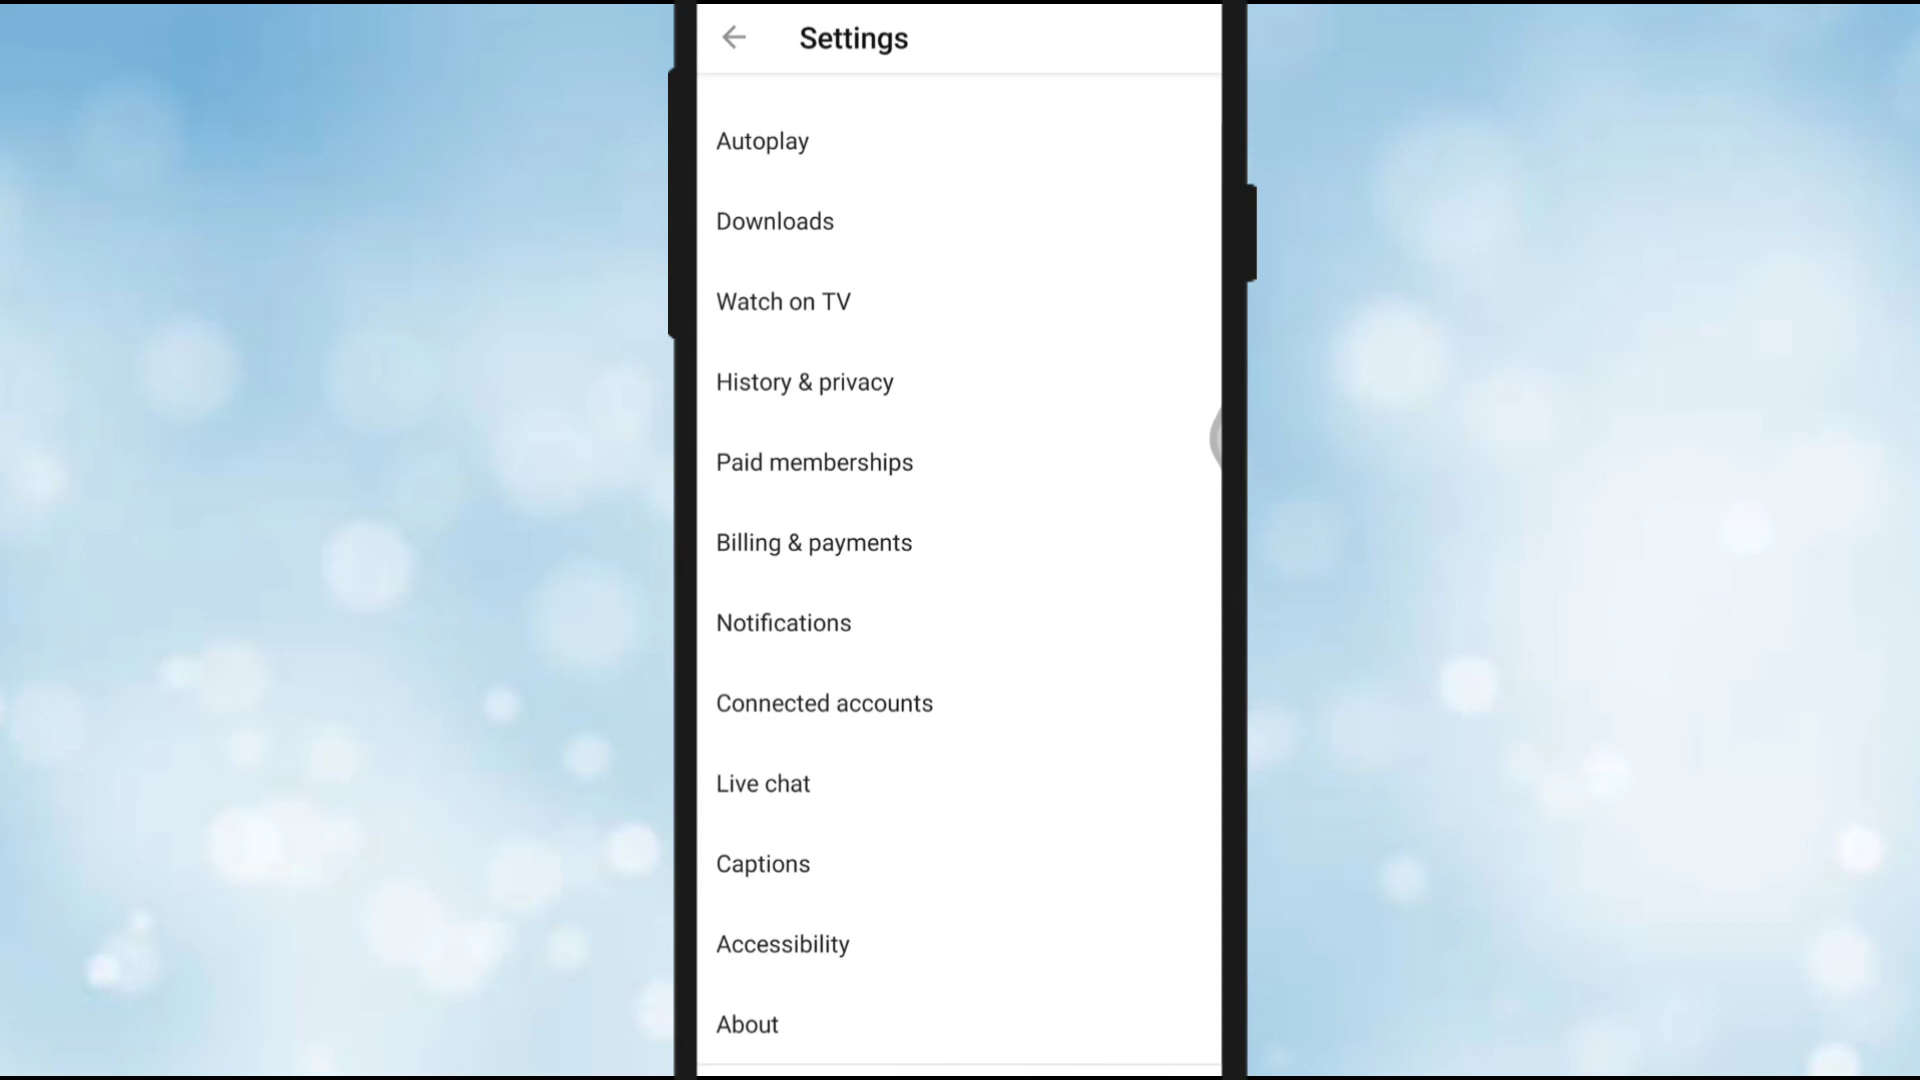 Settings
Autoplay
Downloads
Watch on TV
History & privacy
Paid memberships
Billing & payments
Notifications
Connected accounts
Live chat
Captions
Accessibility
About